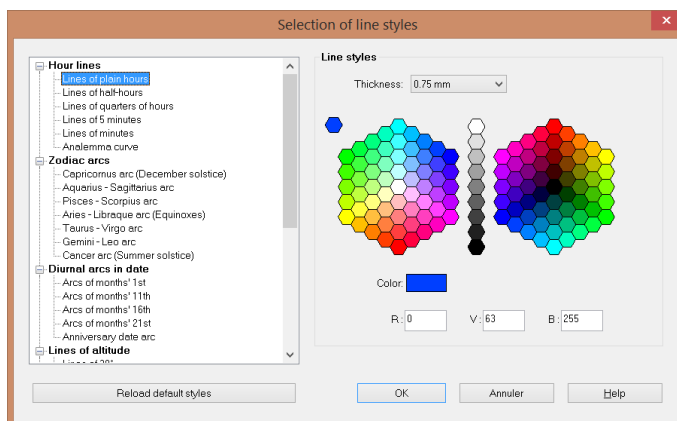 Selection of line styles
Hour lines
Lines of plain hours
Lines of half-hours
Lines of quarters of hours
Lines of 5 minutes
Lines of minutes
Analemma curve
Zodiac arcs
Capricornus arc (December solstice)
Aquarius - Sagittarius arc
Pisces - Scorpius arc
Aries - Libraque arc (Equinoxes)
Taurus - Virgo arc
Gemini - Leo arc
Cancer arc (Summer solstice)
Diurnal arcs in date
Arcs of months' 1st
Arcs of months' 11th
Arcs of months' 16th
Arcs of months' 21st
Anniversary date arc
Lines of altitude
Reload default styles
Line styles
Thickness: 0.75 mm
Color:
R: 0 V: 63 B: 255
OK Annuler Help